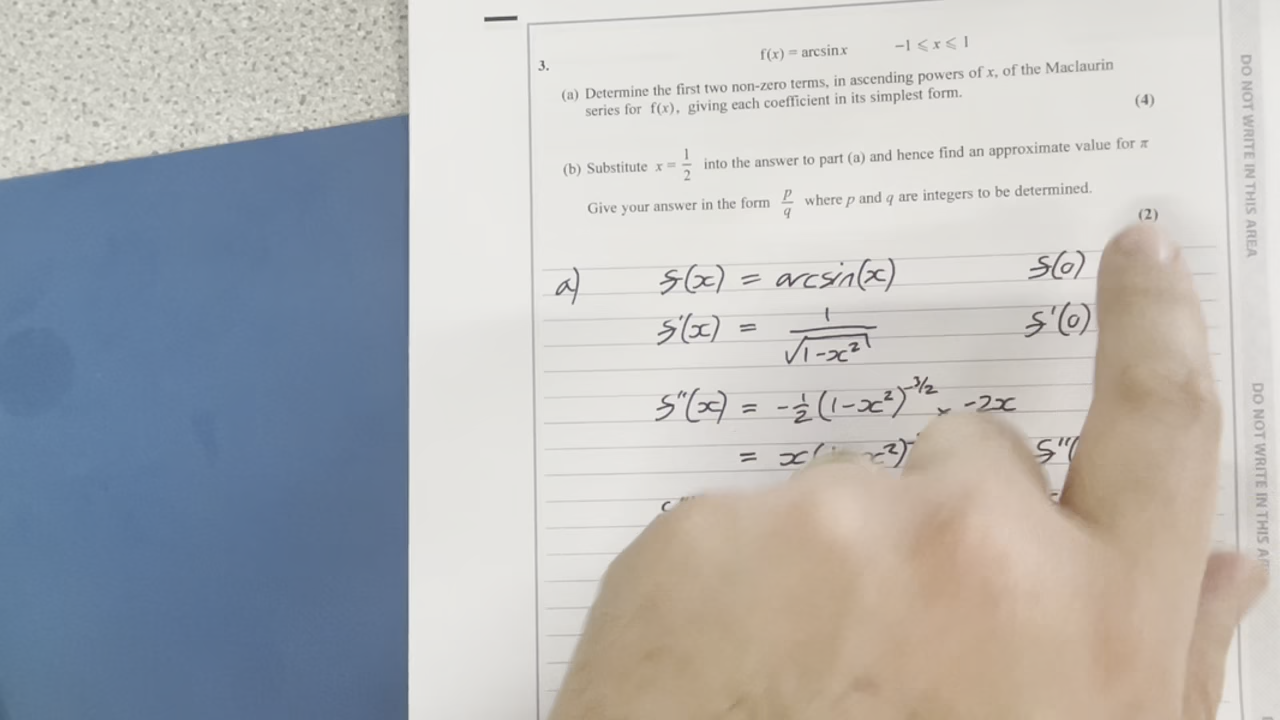 3.
f(x) = arcsinx -1 ⩽ x ⩽ 1
(a) Determine the first two non-zero terms, in ascending powers of x, of the Maclaurin
series for f(x), giving each coefficient in its simplest form.
(4)
(b) Substitute x = 1/2 into the answer to part (a) and hence find an approximate value for π
Give your answer in the form p/q where p and q are integers to be determined.
(2)
a) f(x) = arcsin(x) f(0)
f'(x) = 1/√(1-x²) f'(0)
f''(x) = -1/2(1-x²)^-3/2 × -2x
= x( x²) f''(
DO NOT WRITE IN THIS AREA
DO NOT WRITE IN THIS